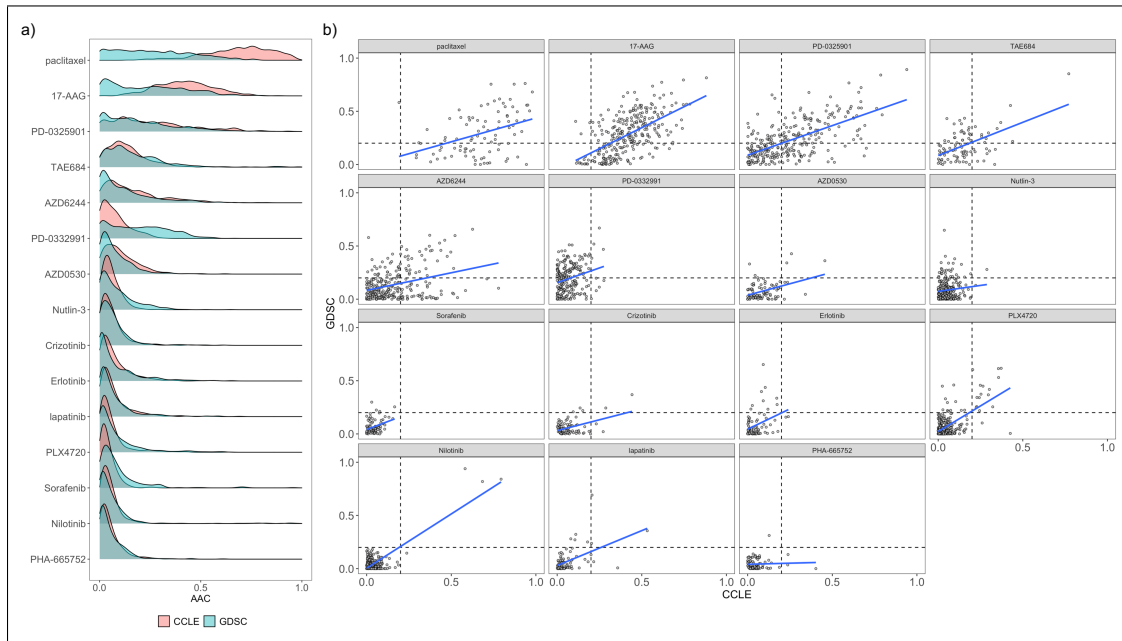 a)
paclitaxel
17-AAG
PD-0325901
TAE684
AZD6244
PD-0332991
AZD0530
Nutlin-3
Crizotinib
Erlotinib
lapatinib
PLX4720
Sorafenib
Nilotinib
PHA-665752
0.0 0.5 1.0
AAC
CCLE GDSC
b)
paclitaxel 17-AAG PD-0325901 TAE684
1.0
0.5
0.0
AZD6244 PD-0332991 AZD0530 Nutlin-3
1.0
0.5
0.0
GDSC
Sorafenib Crizotinib Erlotinib PLX4720
1.0
0.5
0.0
0.0 0.5 1.0
Nilotinib lapatinib PHA-665752
1.0
0.5
0.0
0.0 0.5 1.0 0.0 0.5 1.0 0.0 0.5 1.0
CCLE